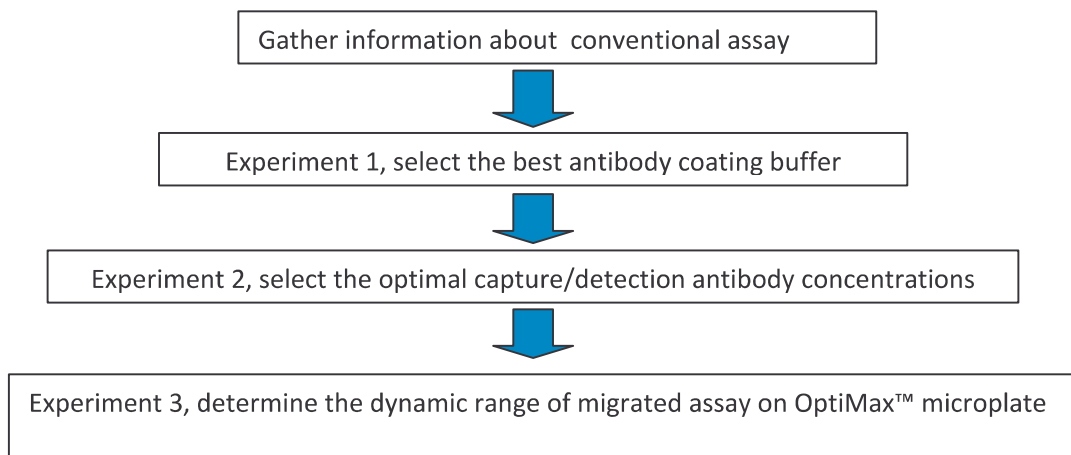 Gather information about conventional assay
Experiment 1, select the best antibody coating buffer
Experiment 2, select the optimal capture/detection antibody concentrations
Experiment 3, determine the dynamic range of migrated assay on OptiMax™ microplate